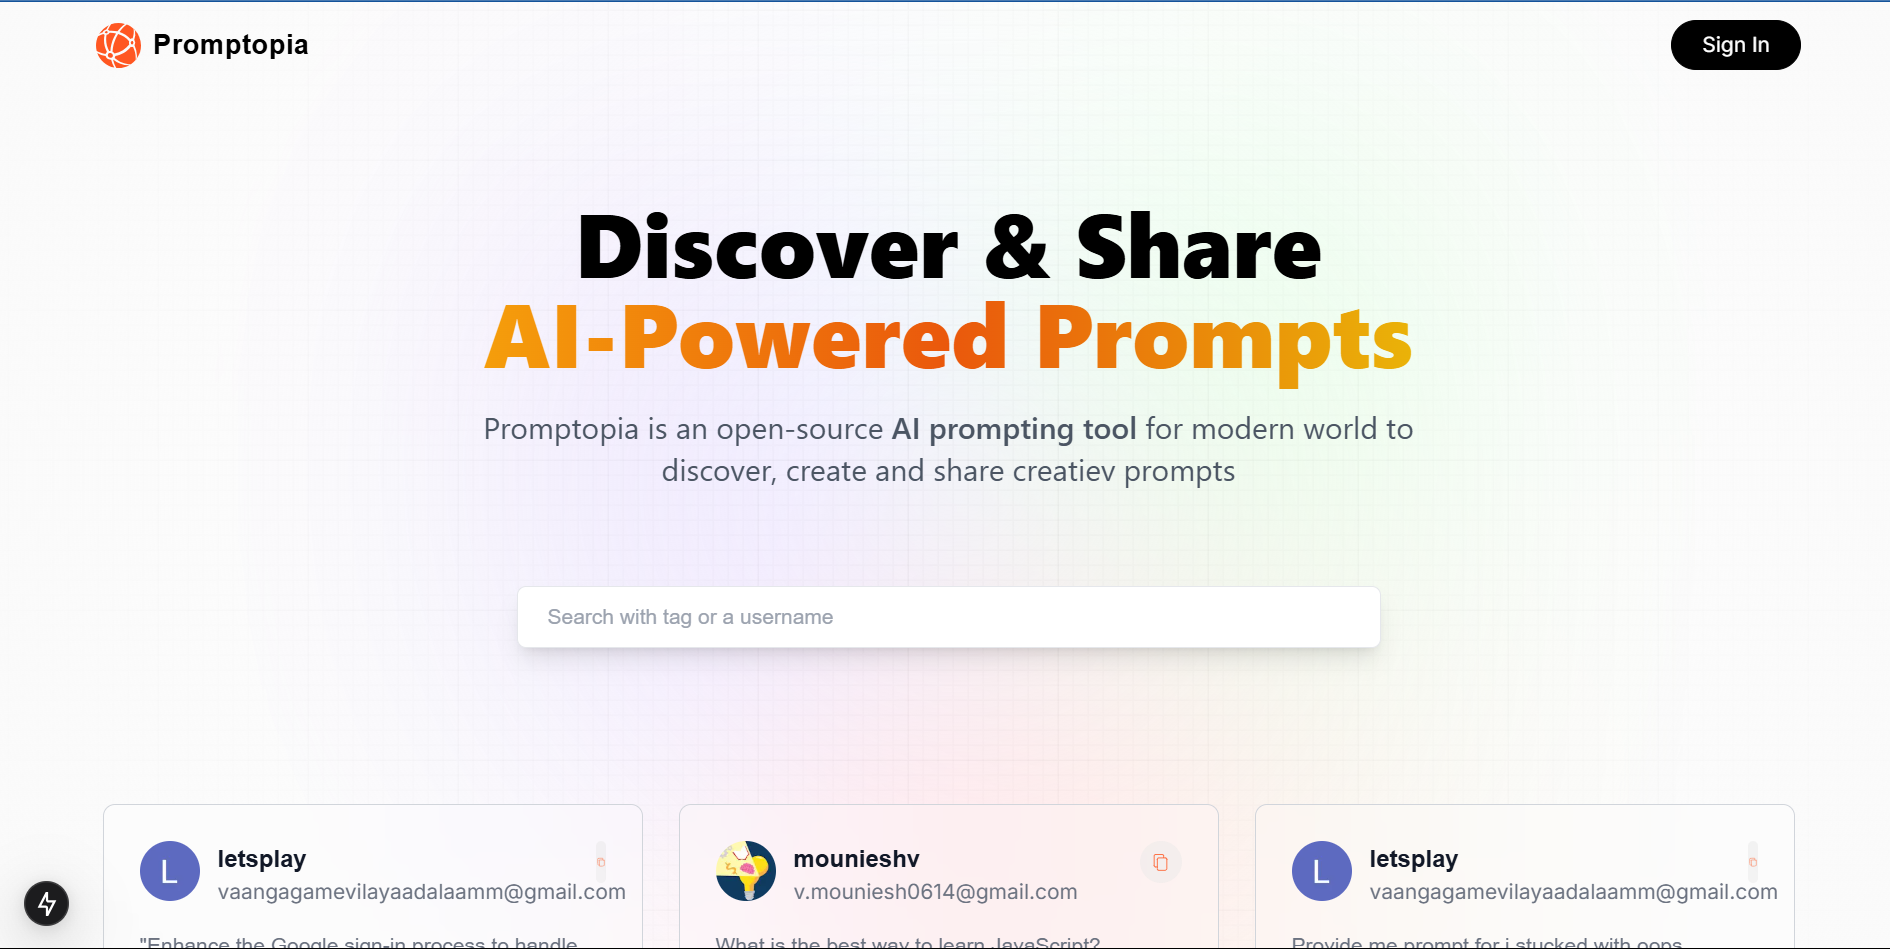 Promptopia
Sign In
Discover & Share
AI-Powered Prompts
Promptopia is an open-source AI prompting tool for modern world to
discover, create and share creatiev prompts
Search with tag or a username
L
letsplay
vaangagamevilayaadalaamm@gmail.com
"Enhance the Google sign-in process to handle
mounieshv
v.mouniesh0614@gmail.com
What is the best way to learn JavaScript?
L
letsplay
vaangagamevilayaadalaamm@gmail.com
Provide me prompt for i stucked with oops